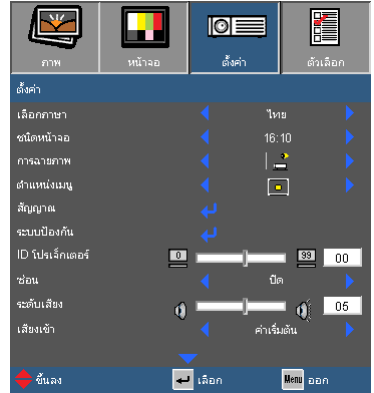 ภาพ หน้าจอ ตั้งค่า ตัวเลือก
ตั้งค่า
เลือกภาษา ไทย
ชนิดหน้าจอ 16:10
การฉายภาพ
ตำแหน่งเมนู
สัญญาณ
ระบบป้องกัน
ID โปรเจ็กเตอร์ 0 99 00
ซ่อน ปิด
ระดับเสียง 05
เสียงเข้า ค่าเริ่มต้น
ขึ้นลง เลือก Menu ออก